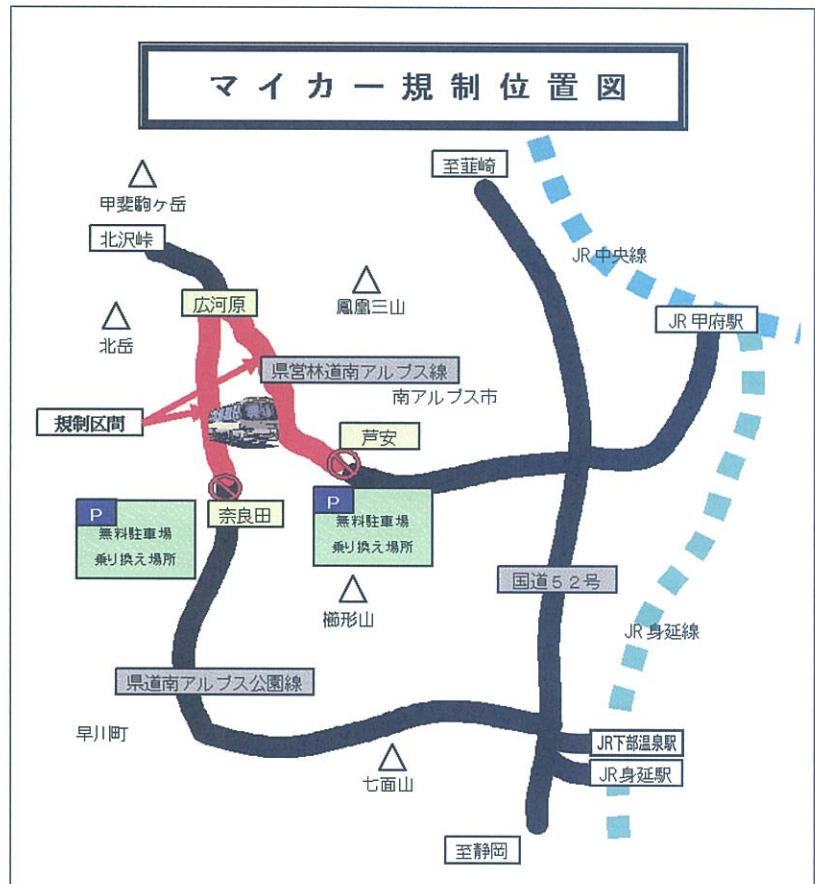 マイカー規制位置図
至韮崎
甲斐駒ヶ岳
北沢峠
JR中央線
広河原
鳳凰三山
JR甲府駅
北岳
県営林道南アルプス線
南アルプス市
規制区間
芦安
P
奈良田
P
無料駐車場
乗り換え場所
無料駐車場
乗り換え場所
国道52号
櫛形山
JR身延線
県道南アルプス公園線
早川町
JR下部温泉駅
七面山
JR身延駅
至静岡